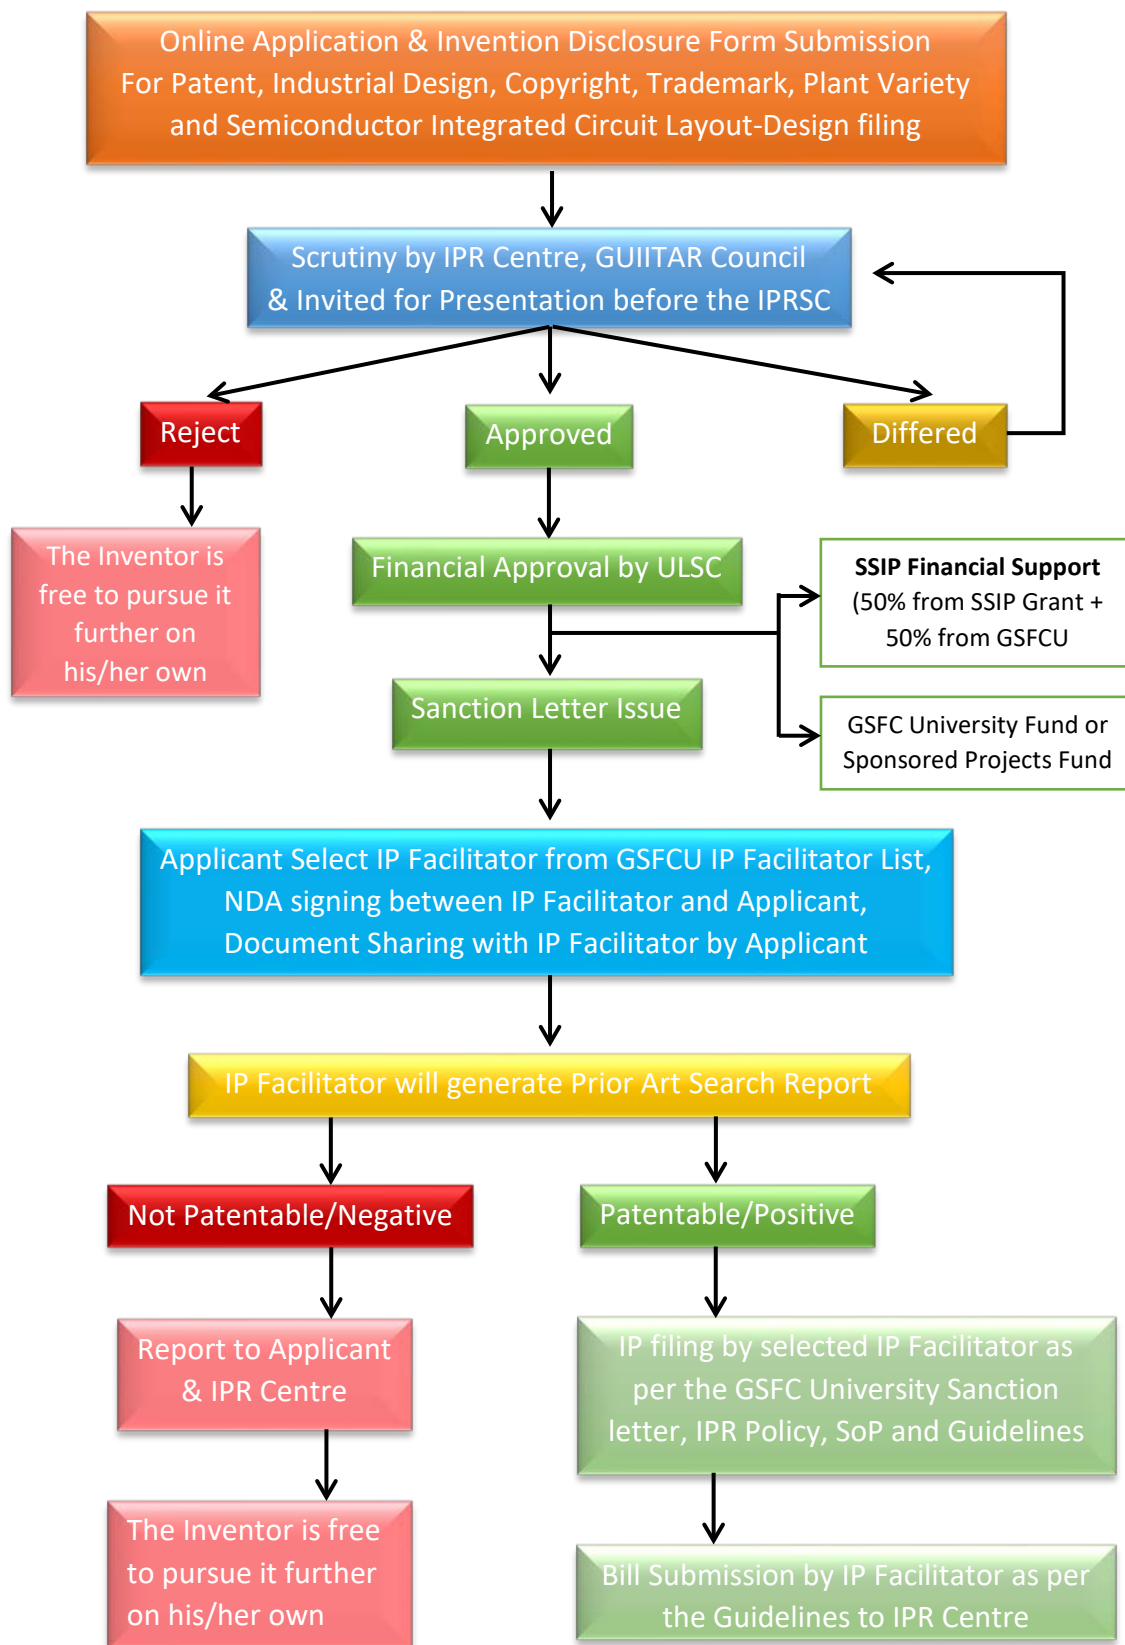 Online Application & Invention Disclosure Form Submission
For Patent, Industrial Design, Copyright, Trademark, Plant Variety
and Semiconductor Integrated Circuit Layout-Design filing
Scrutiny by IPR Centre, GUIITAR Council
& Invited for Presentation before the IPRSC
Reject
Approved
Differed
The Inventor is
free to pursue it
further on
his/her own
Financial Approval by ULSC
SSIP Financial Support
(50% from SSIP Grant +
50% from GSFCU
Sanction Letter Issue
GSFC University Fund or
Sponsored Projects Fund
Applicant Select IP Facilitator from GSFCU IP Facilitator List,
NDA signing between IP Facilitator and Applicant,
Document Sharing with IP Facilitator by Applicant
IP Facilitator will generate Prior Art Search Report
Not Patentable/Negative
Patentable/Positive
Report to Applicant
& IPR Centre
IP filing by selected IP Facilitator as
per the GSFC University Sanction
letter, IPR Policy, SoP and Guidelines
The Inventor is free
to pursue it further
on his/her own
Bill Submission by IP Facilitator as per
the Guidelines to IPR Centre